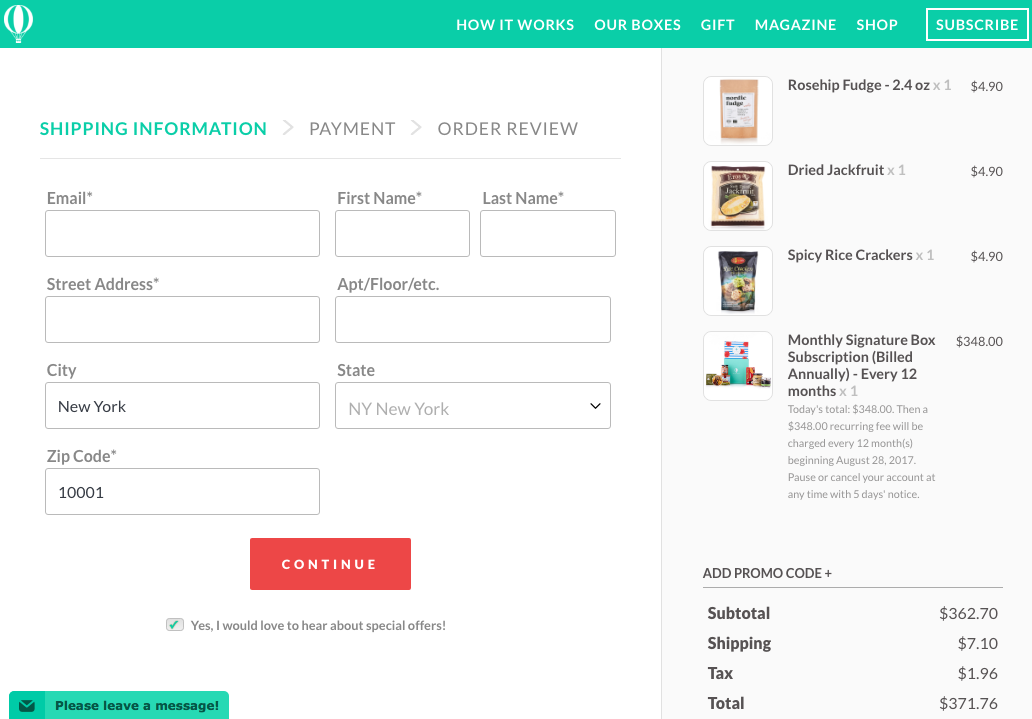 HOW IT WORKS OUR BOXES GIFT MAGAZINE SHOP SUBSCRIBE
SHIPPING INFORMATION PAYMENT ORDER REVIEW
Email* First Name* Last Name*
Street Address* Apt/Floor/etc.
City State
New York NY New York
Zip Code*
10001
CONTINUE
Yes, I would love to hear about special offers!
Please leave a message!
nordic
fudge
Rosehip Fudge - 2.4 oz x 1 $4.90
Jackfruit
Dried Jackfruit x 1 $4.90
Spicy Rice Crackers x 1 $4.90
Monthly Signature Box $348.00
Subscription (Billed
Annually) - Every 12
months x 1
Today's total: $348.00. Then a
$348.00 recurring fee will be
charged every 12 month(s)
beginning August 28, 2017.
Pause or cancel your account at
any time with 5 days' notice.
ADD PROMO CODE +
Subtotal $362.70
Shipping $7.10
Tax $1.96
Total $371.76